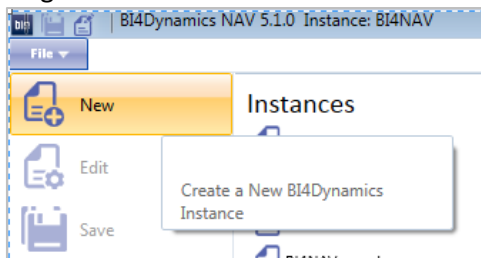 BI4Dynamics NAV 5.1.0 Instance: BI4NAV
File
New
Instances
Edit
Create a New BI4Dynamics
Instance
Save